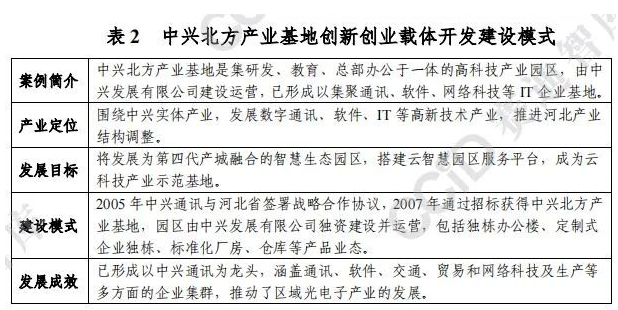 表 2 中兴北方产业基地创新创业载体开发建设模式
案例简介
中兴北方产业基地是集研发、教育、总部办公于一体的高科技产业园区，由中
兴发展有限公司建设运营，已形成以集聚通讯、软件、网络科技等 IT 企业基地。
产业定位
围绕中兴实体产业，发展数字通讯、软件、IT 等高新技术产业，推进河北产业
结构调整。
发展目标
将发展为第四代产城融合的智慧生态园区，搭建云智慧园区服务平台，成为云
科技产业示范基地。
建设模式
2005 年中兴通讯与河北省签署战略合作协议，2007 年通过招标获得中兴北方产
业基地，园区由中兴发展有限公司独资建设并运营，包括独栋办公楼、定制式
企业独栋、标准化厂房、仓库等产品业态。
发展成效
已形成以中兴通讯为龙头，涵盖通讯、软件、交通、贸易和网络科技及生产等
多方面的企业集群，推动了区域光电子产业的发展。
CCID